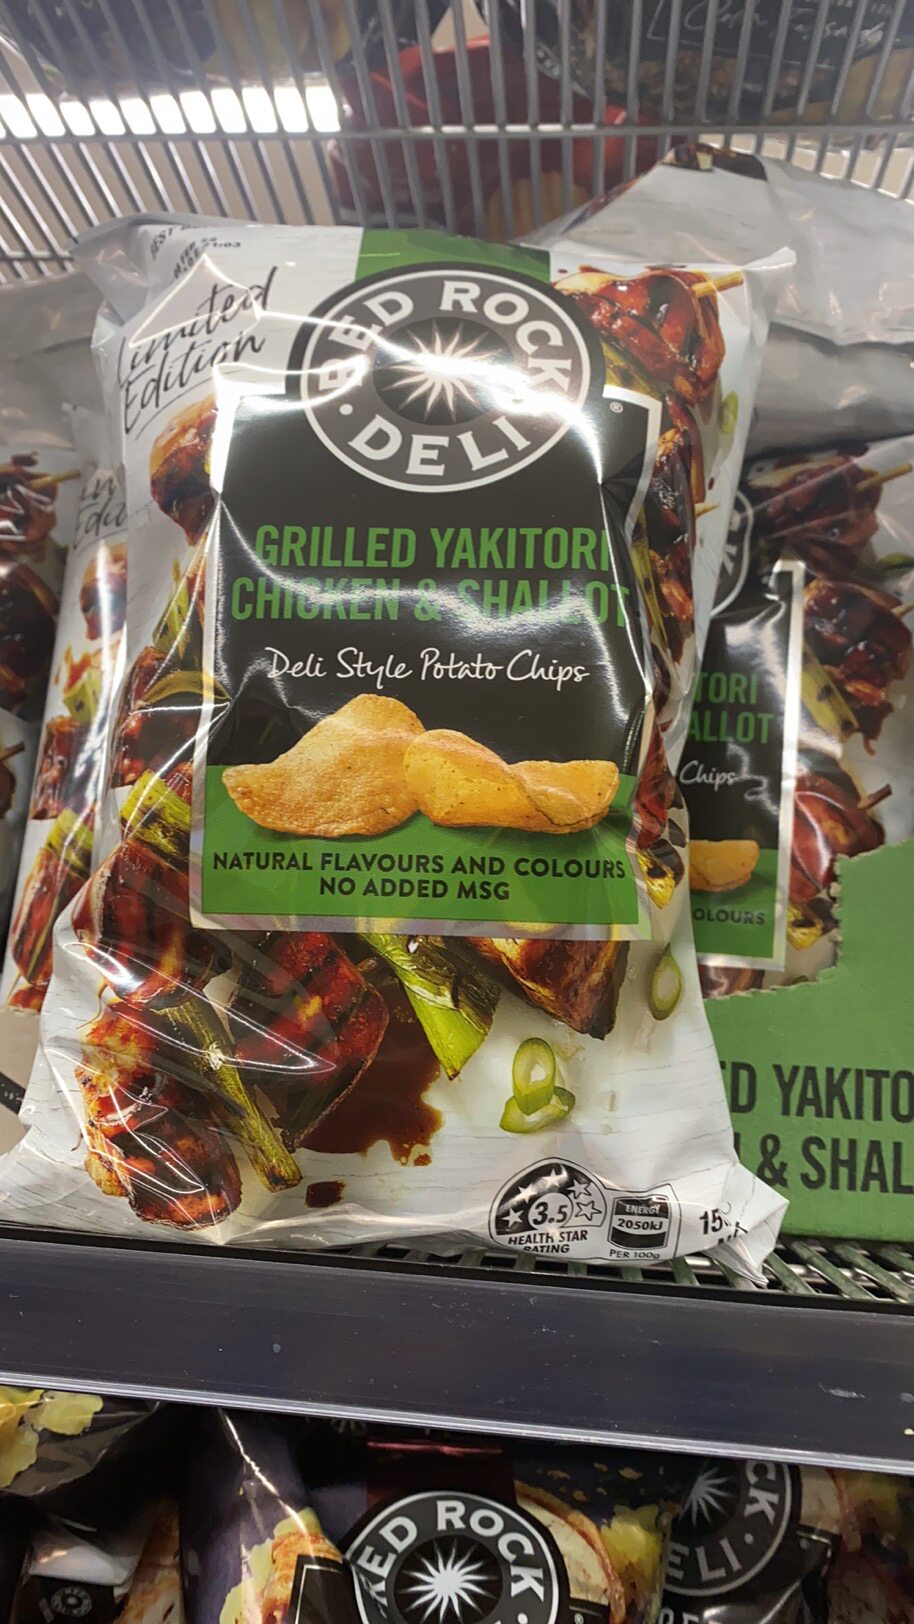 Limited
Edition
RED ROCK
DELI
®
GRILLED YAKITORI
CHICKEN & SHALLOT
Deli Style Potato Chips
NATURAL FLAVOURS AND COLOURS
NO ADDED MSG
3.5
HEALTH STAR
RATING
ENERGY
2050kJ
PER 100g
TORI
ALLOT
Chips
OLOURS
ED YAKITO
& SHAL
RED ROCK
DELI